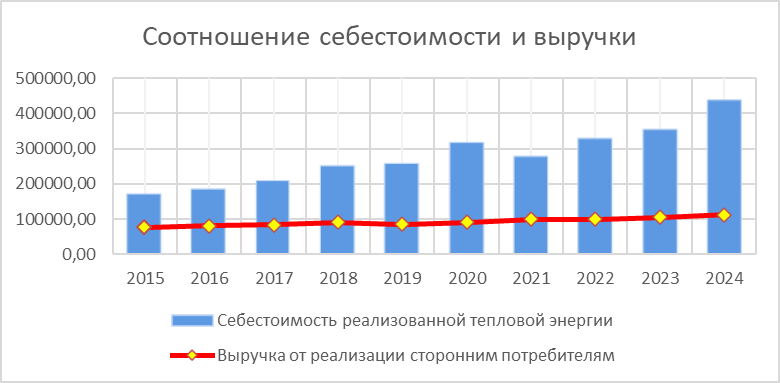 Соотношение себестоимости и выручки
500000,00
400000,00
300000,00
200000,00
100000,00
0,00
2015 2016 2017 2018 2019 2020 2021 2022 2023 2024
Себестоимость реализованной тепловой энергии
Выручка от реализации сторонним потребителям